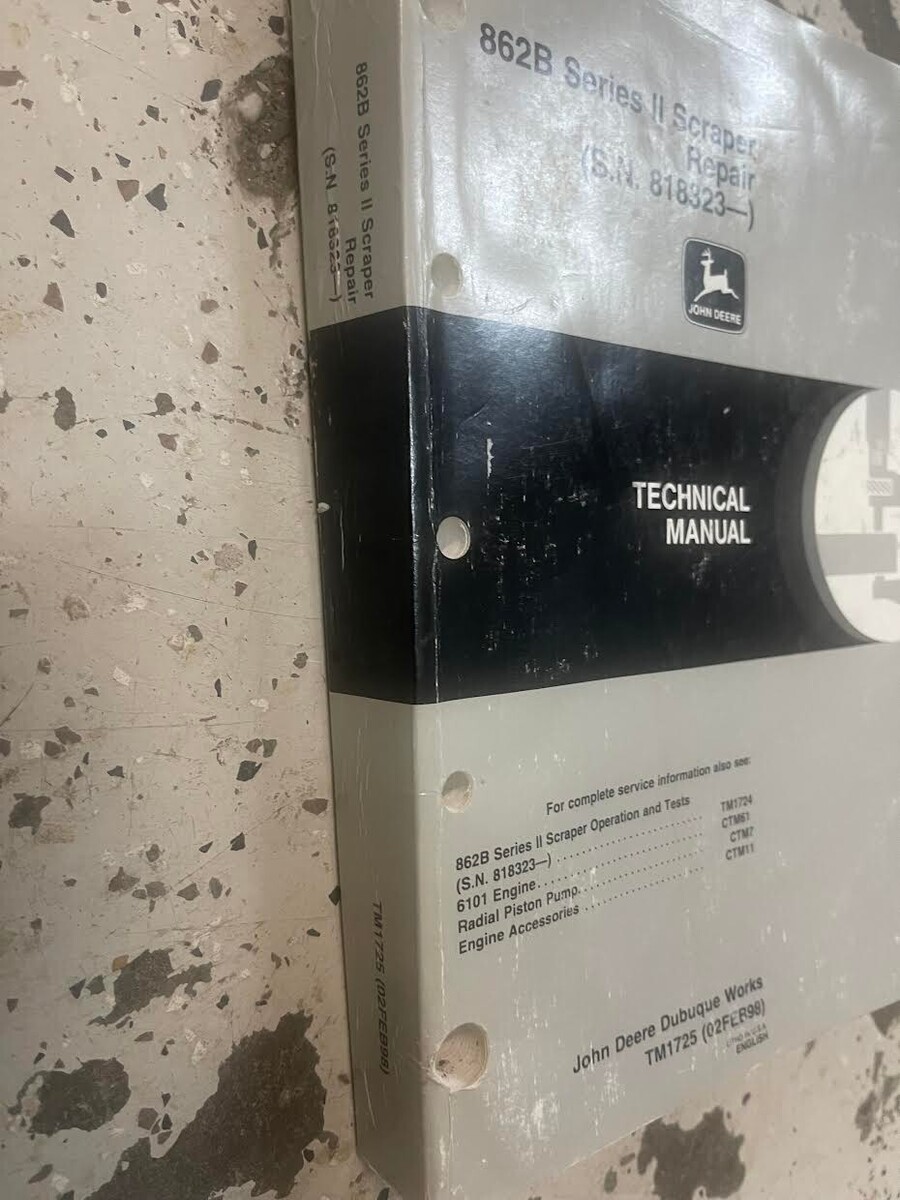 862B Series II Scraper
Repair
(S.N. 818323—)
862B Series II Scraper
Repair
(S.N. 818323—)
JOHN DEERE
TECHNICAL
MANUAL
For complete service information also see:
862B Series II Scraper Operation and Tests
(S.N. 818323—) . . . . . . . . . . . . . . . . . . . . . TM1724
6101 Engine. . . . . . . . . . . . . . . . . . . . . . . . CTM61
Radial Piston Pump. . . . . . . . . . . . . . . . . . . CTM7
Engine Accessories . . . . . . . . . . . . . . . . . . CTM11
TM1725 (02FEB98)
John Deere Dubuque Works
TM1725 (02FEB98)
LITHO IN U.S.A.
ENGLISH